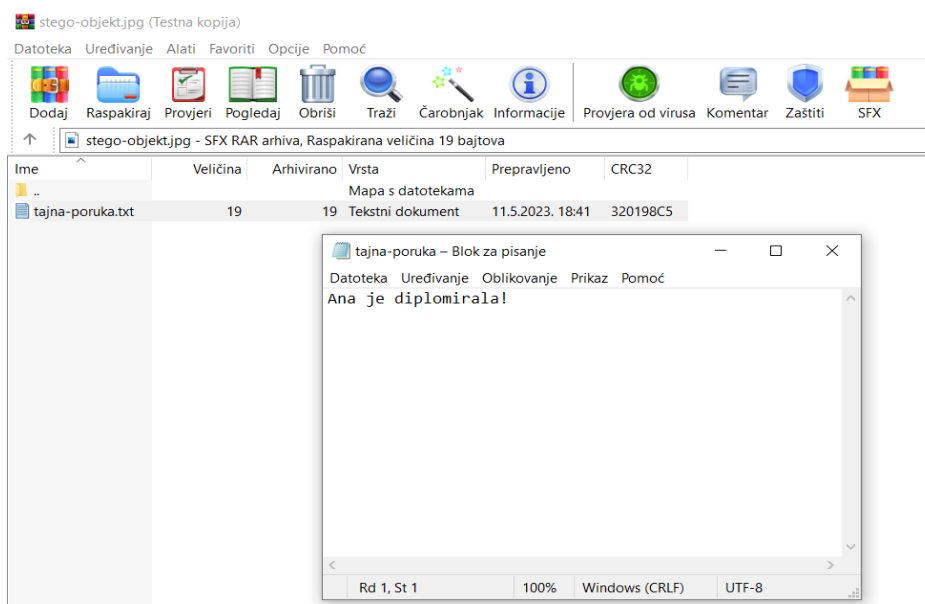 stego-objekt.jpg (Testna kopija)
Datoteka Uređivanje Alati Favoriti Opcije Pomoć
Dodaj Raspakiraj Provjeri Pogledaj Obriši Traži Čarobnjak Informacije Provjera od virusa Komentar Zaštiti SFX
stego-objekt.jpg - SFX RAR arhiva, Raspakirana veličina 19 bajtova
Ime Veličina Arhivirano Vrsta Prepravljeno CRC32
.. Mapa s datotekama
tajna-poruka.txt 19 19 Tekstni dokument 11.5.2023. 18:41 320198C5
tajna-poruka – Blok za pisanje
Datoteka Uređivanje Oblikovanje Prikaz Pomoć
Ana je diplomirala!
Rd 1, St 1 100% Windows (CRLF) UTF-8